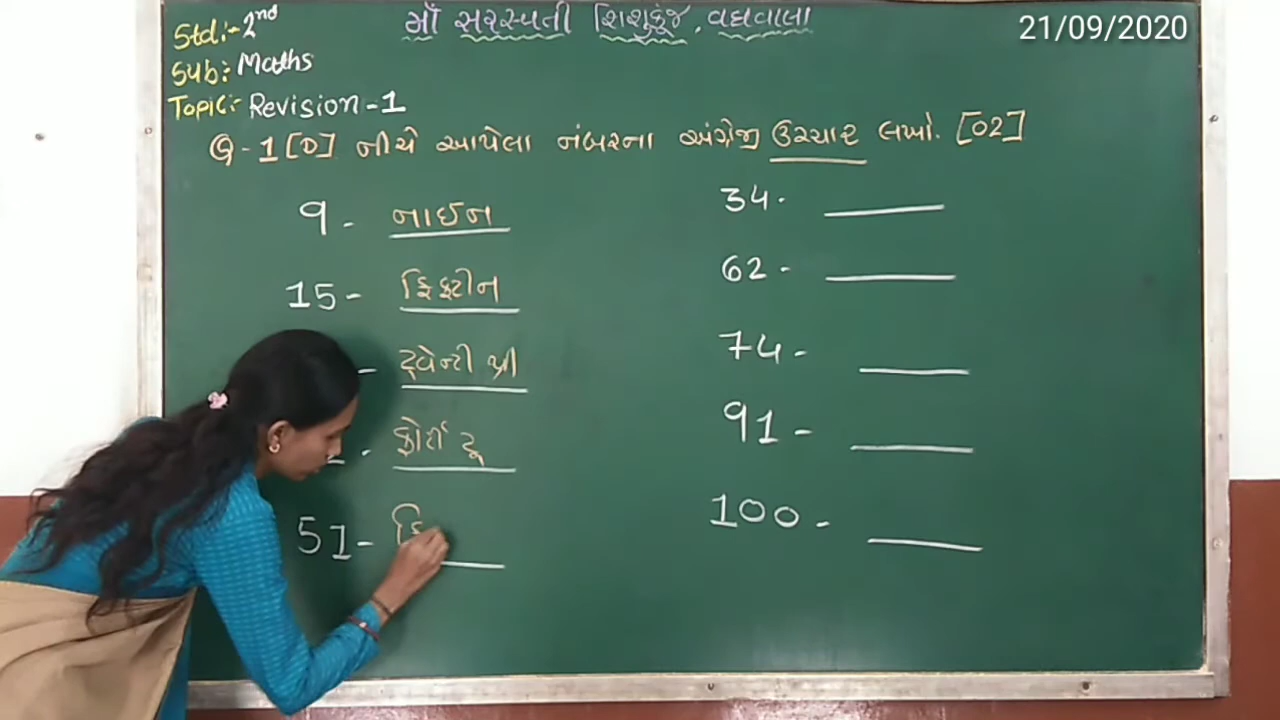 Std:- 2nd
માઁ સરસ્વતી શિશુકુંજ, વઘવાલા
21/09/2020
Sub: Maths
Topic:- Revision - 1
Q - 1 [D] નીચે આપેલા નંબરના અંગ્રેજી ઉચ્ચાર લખો. [02]
9 - નાઈન
15 - ફિફ્ટીન
- ટ્વેન્ટી થ્રી
- ફોર્ટી ટૂ
51 - ફિ
34 -
62 -
74 -
91 -
100 -